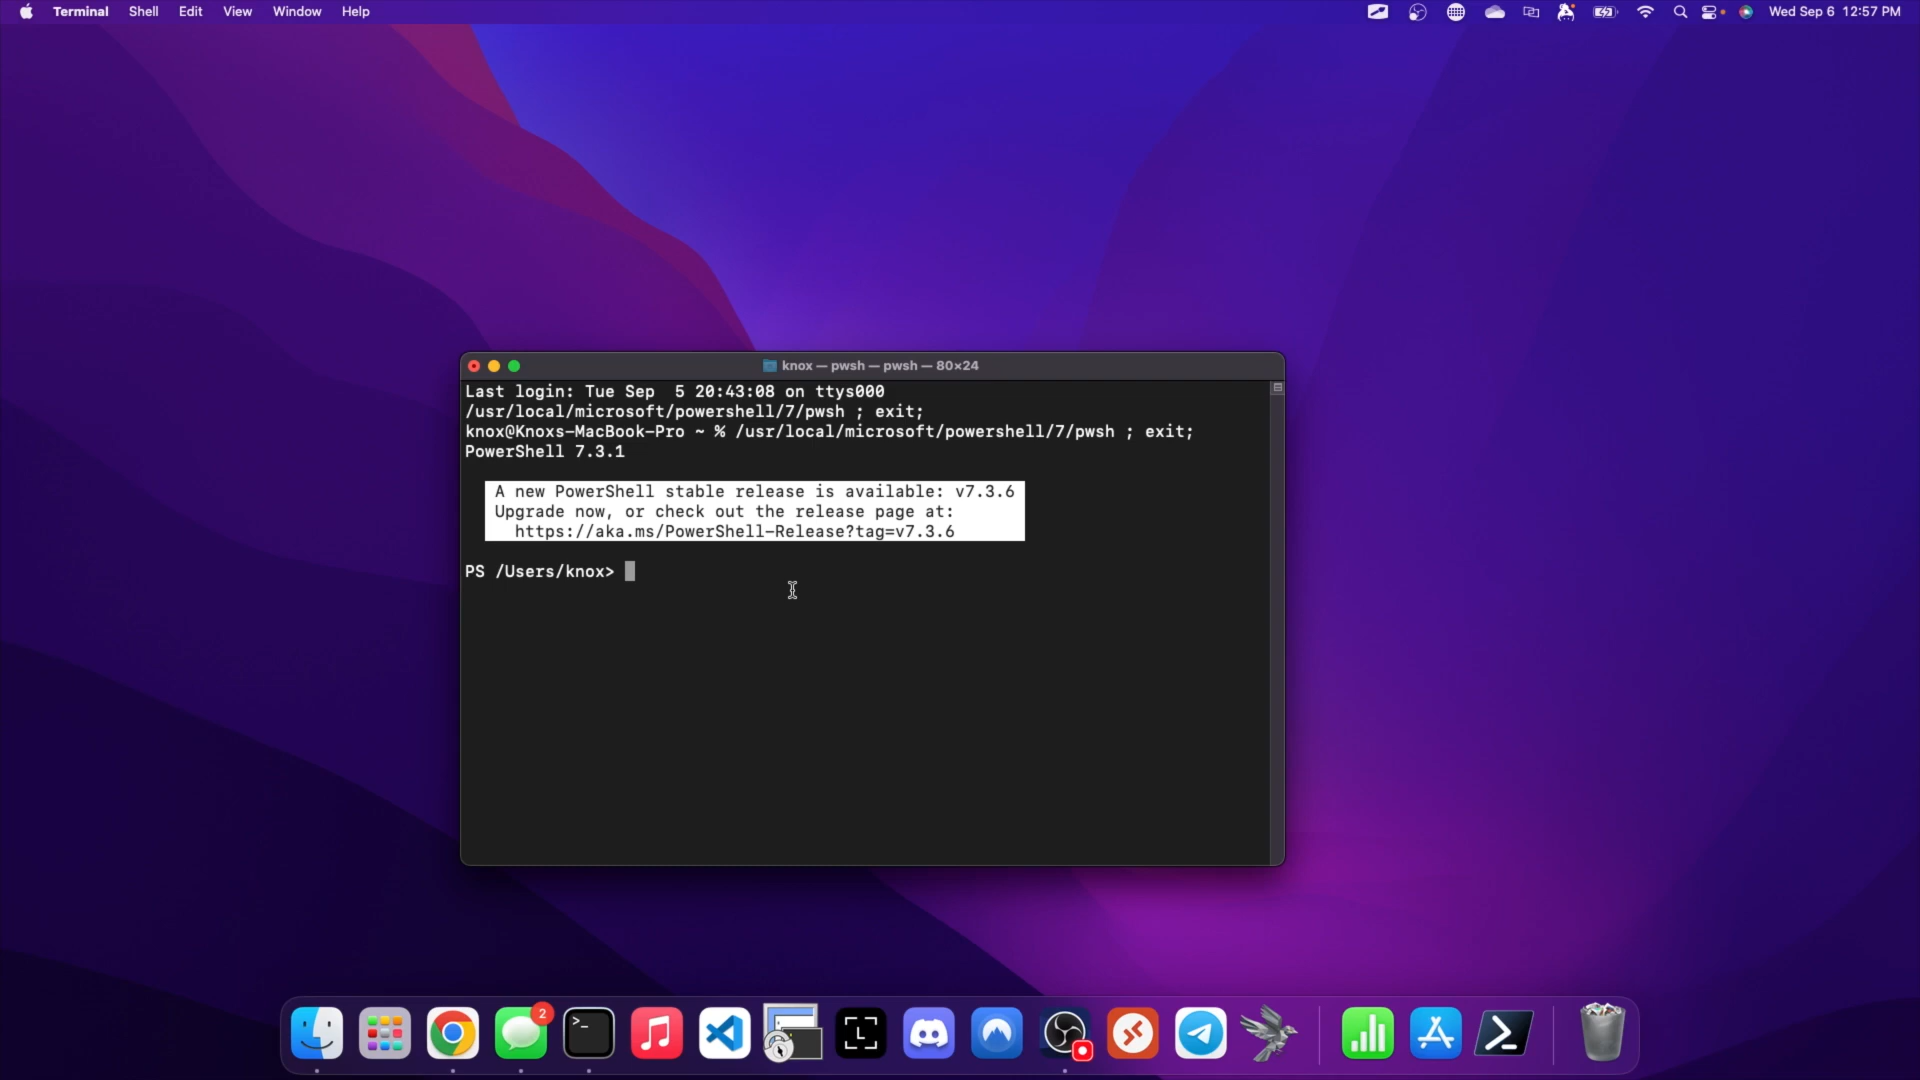 Terminal Shell Edit View Window Help Wed Sep 6 12:57 PM
knox — pwsh — pwsh — 80×24
Last login: Tue Sep  5 20:43:08 on ttys000
/usr/local/microsoft/powershell/7/pwsh ; exit;
knox@Knoxs-MacBook-Pro ~ % /usr/local/microsoft/powershell/7/pwsh ; exit;
PowerShell 7.3.1
A new PowerShell stable release is available: v7.3.6
Upgrade now, or check out the release page at:
https://aka.ms/PowerShell-Release?tag=v7.3.6
PS /Users/knox>
2
>_
L